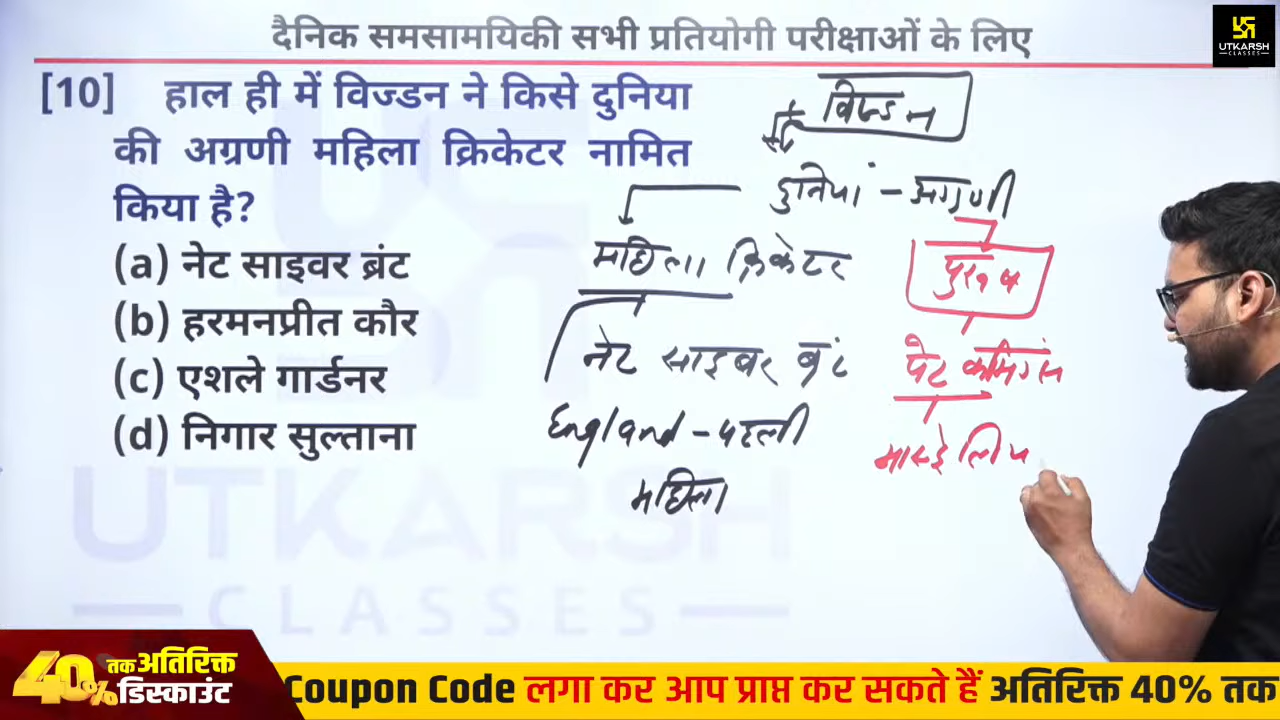 दैनिक समसामयिकी सभी प्रतियोगी परीक्षाओं के लिए
UTKARSH
CLASSES
[10] हाल ही में विज्डन ने किसे दुनिया
की अग्रणी महिला क्रिकेटर नामित
किया है?
(a) नेट साइवर ब्रंट
(b) हरमनप्रीत कौर
(c) एशले गार्डनर
(d) निगार सुल्ताना
विज्डन
दुनियां - अग्रणी
महिला क्रिकेटर
पुरुष
नेट साइवर ब्रंट
पेट कमिंस
England - पहली
महिला
UTKARSH
CLASSES
40% तक अतिरिक्त
डिस्काउंट
Coupon Code लगा कर आप प्राप्त कर सकते हैं अतिरिक्त 40% तक